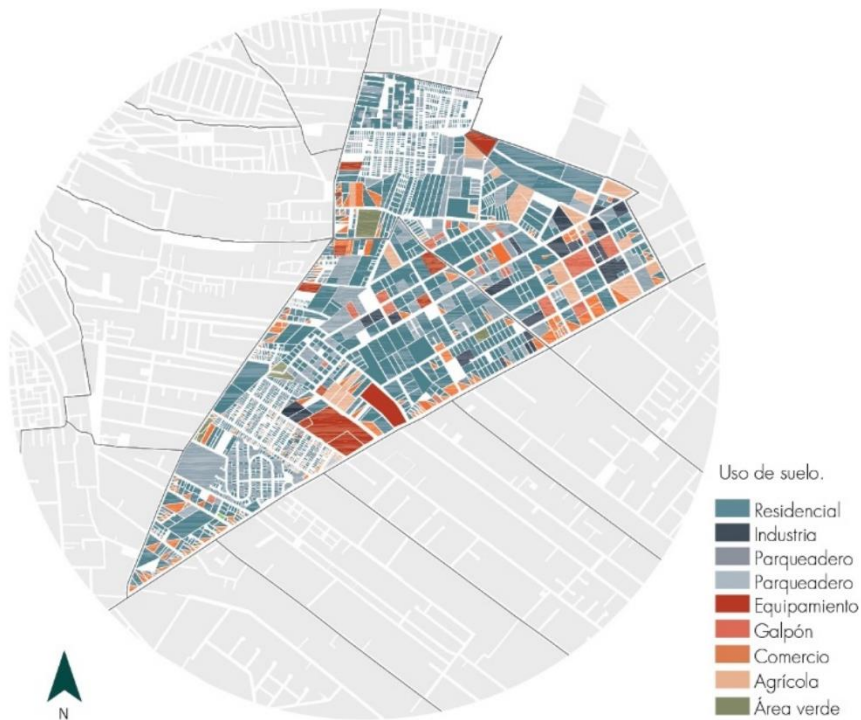 Uso de suelo.
Residencial
Industria
Parqueadero
Parqueadero
Equipamiento
Galpón
Comercio
Agrícola
Área verde
N